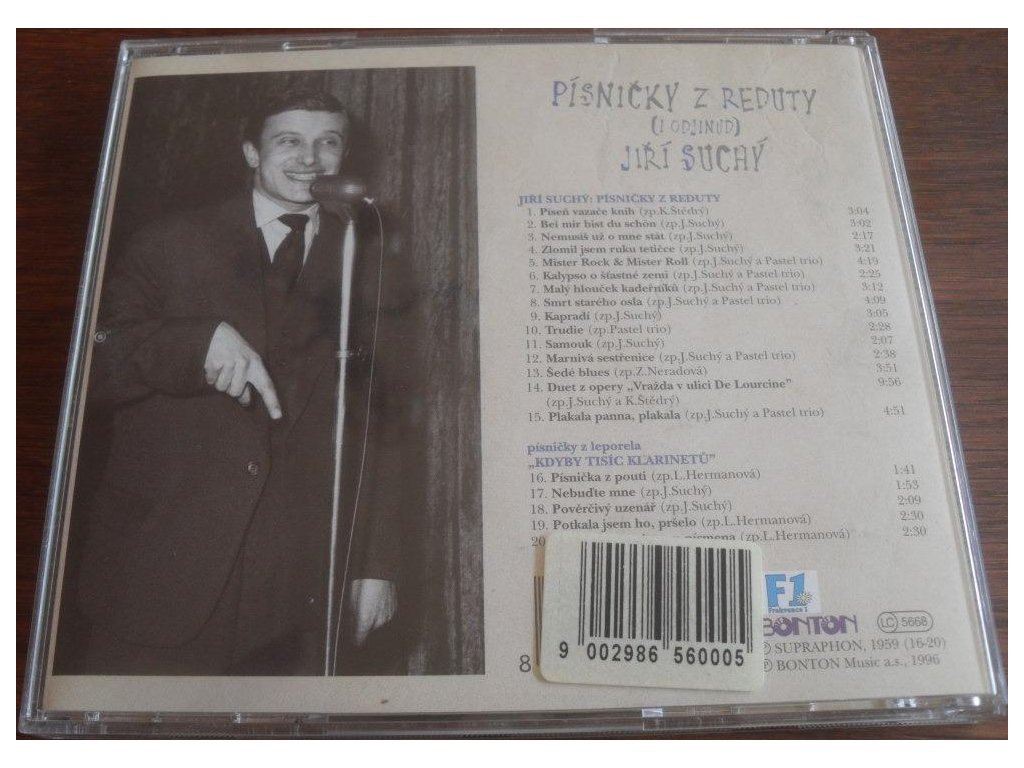 PÍSNIČKY Z REDUTY
(I ODJINUD)
JIŘÍ SUCHÝ
JIŘÍ SUCHÝ: PÍSNIČKY Z REDUTY
1. Píseň vazače knih (zp.K.Štědrý) 3:04
2. Bei mir bist du schön (zp.J.Suchý) 3:02
3. Nemusíš už o mne stát (zp.J.Suchý) 2:17
4. Zlomil jsem ruku tetičce (zp.J.Suchý) 3:21
5. Mister Rock & Mister Roll (zp.J.Suchý a Pastel trio) 4:19
6. Kalypso o šťastné zemi (zp.J.Suchý a Pastel trio) 2:25
7. Malý hlouček kadeřníků (zp.J.Suchý a Pastel trio) 3:12
8. Smrt starého osla (zp.J.Suchý a Pastel trio) 4:09
9. Kapradí (zp.J.Suchý) 3:05
10. Trudie (zp.Pastel trio) 2:28
11. Samouk (zp.J.Suchý) 2:07
12. Marnivá sestřenice (zp.J.Suchý a Pastel trio) 2:38
13. Šedé blues (zp.Z.Neradová) 3:51
14. Duet z opery „Vražda v ulici De Lourcine" 9:56
(zp.J.Suchý a K.Štědrý)
15. Plakala panna, plakala (zp.J.Suchý a Pastel trio) 4:51
písničky z leporela
„KDYBY TISÍC KLARINETŮ"
16. Písnička z pouti (zp.L.Hermanová) 1:41
17. Nebuďte mne (zp.J.Suchý) 1:53
18. Pověrčivý uzenář (zp.J.Suchý) 2:09
19. Potkala jsem ho, pršelo (zp.L.Hermanová) 2:30
20. písmena (zp.L.Hermanová) 2:30
F1
Frekvence 1
BONTON LC 5668
℗ SUPRAPHON, 1959 (16-20)
℗ BONTON Music a.s., 1996
8
9 002986 560005